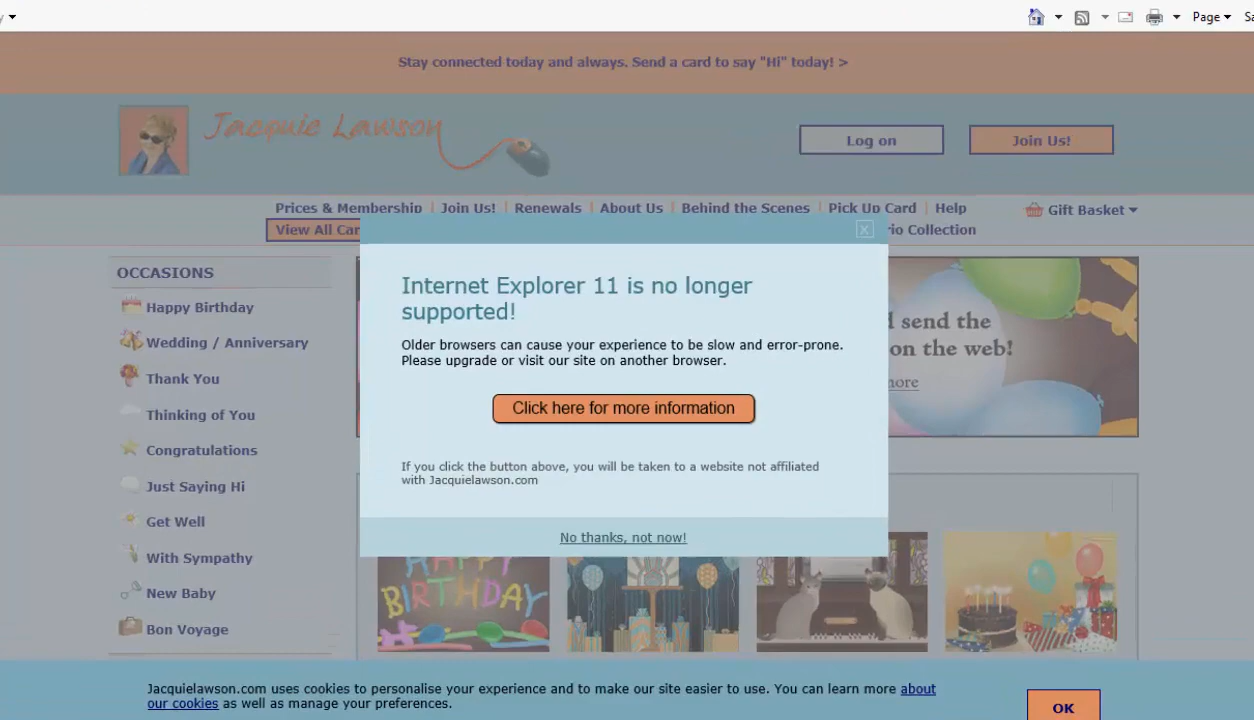 Page
Stay connected today and always. Send a card to say "Hi" today! >
Jacquie Lawson
Log on
Join Us!
Prices & Membership | Join Us! | Renewals | About Us | Behind the Scenes | Pick Up Card | Help
Gift Basket
View All Car
rio Collection
x
OCCASIONS
Happy Birthday
Wedding / Anniversary
Thank You
Thinking of You
Congratulations
Just Saying Hi
Get Well
With Sympathy
New Baby
Bon Voyage
Internet Explorer 11 is no longer
supported!
Older browsers can cause your experience to be slow and error-prone.
Please upgrade or visit our site on another browser.
Click here for more information
If you click the button above, you will be taken to a website not affiliated
with Jacquielawson.com
No thanks, not now!
d send the
on the web!
more
HAPPY
BIRTHDAY
Jacquielawson.com uses cookies to personalise your experience and to make our site easier to use. You can learn more about
our cookies as well as manage your preferences.
OK